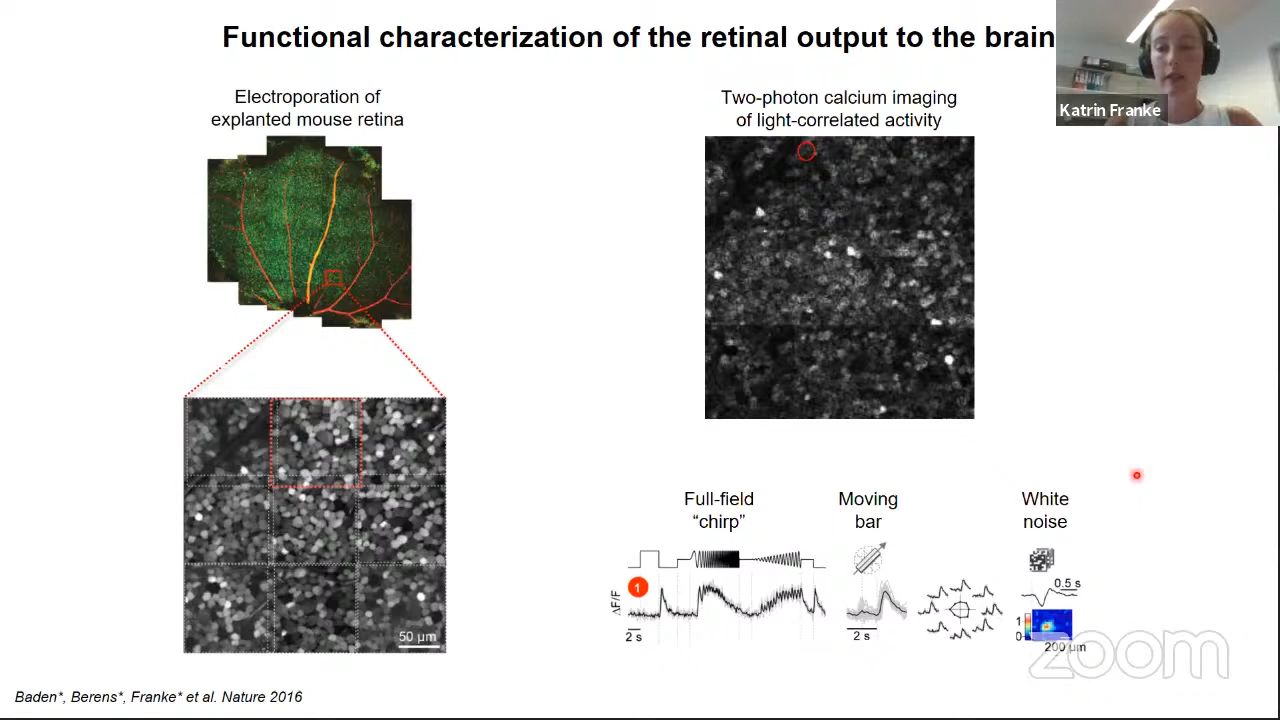 Functional characterization of the retinal output to the brain
Katrin Franke
Electroporation of
explanted mouse retina
Two-photon calcium imaging
of light-correlated activity
50 µm
Full-field
“chirp”
Moving
bar
White
noise
1
ΔF/F
2 s
2 s
0.5 s
1
0
200 µm
zoom
Baden*, Berens*, Franke* et al. Nature 2016